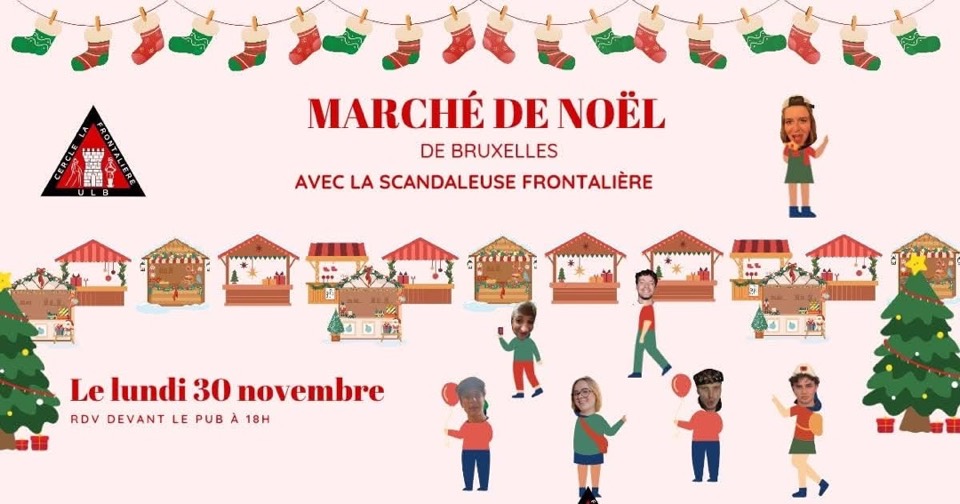 MARCHÉ DE NOËL
DE BRUXELLES
AVEC LA SCANDALEUSE FRONTALIÈRE
CERCLE LA FRONTALIERE
ULB
Le lundi 30 novembre
RDV DEVANT LE PUB À 18H